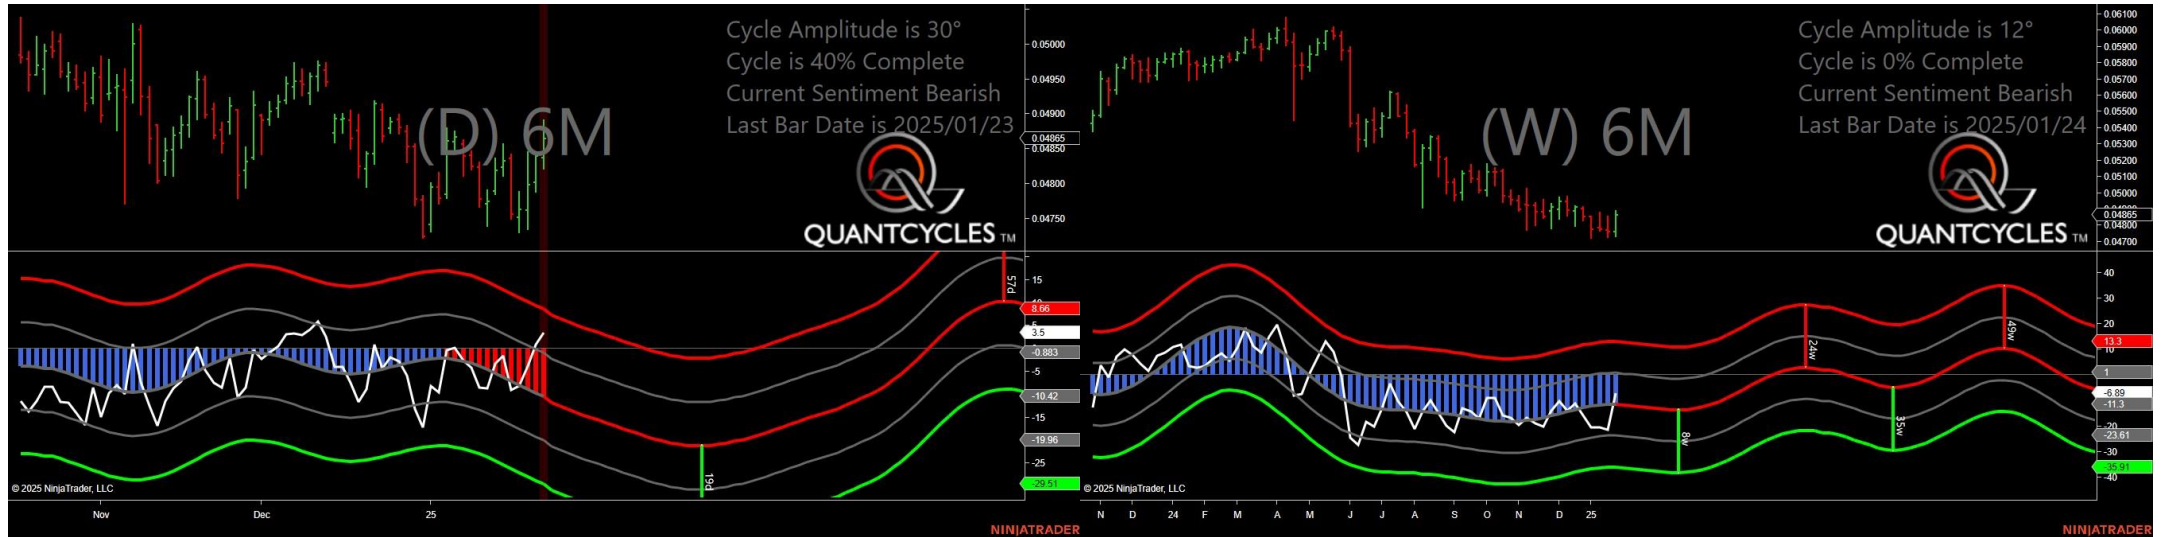 Cycle Amplitude is 30°
Cycle is 40% Complete
Current Sentiment Bearish
Last Bar Date is 2025/01/23
(D) 6M
QUANTCYCLES TM
0.05000
0.04950
0.04900
0.04865
0.04850
0.04800
0.04750
57d
15
8.66
3.5
-0.883
-5
-10.42
-15
-19.96
-25
-29.51
19d
© 2025 NinjaTrader, LLC
Nov Dec 25
NINJATRADER
Cycle Amplitude is 12°
Cycle is 0% Complete
Current Sentiment Bearish
Last Bar Date is 2025/01/24
(W) 6M
QUANTCYCLES TM
0.06100
0.06000
0.05900
0.05800
0.05700
0.05600
0.05500
0.05400
0.05300
0.05200
0.05100
0.05000
0.04865
0.04800
0.04700
40
30
20
13.3
10
1
-6.89
-11.3
-20
-23.61
-30
-35.91
-40
8w
24w
35w
49w
© 2025 NinjaTrader, LLC
N D 24 F M A M J J A S O N D 25
NINJATRADER